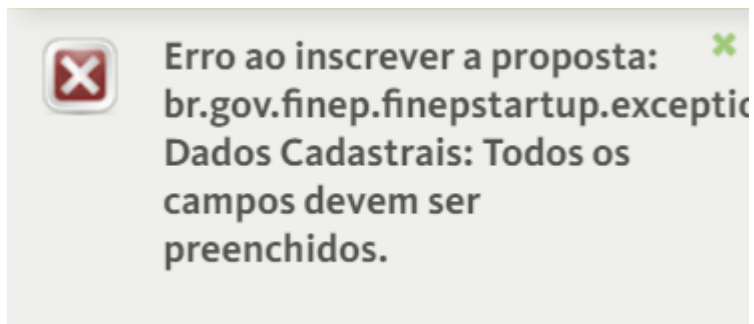 Erro ao inscrever a proposta:
br.gov.finep.finepstartup.exceptio
Dados Cadastrais: Todos os
campos devem ser
preenchidos.